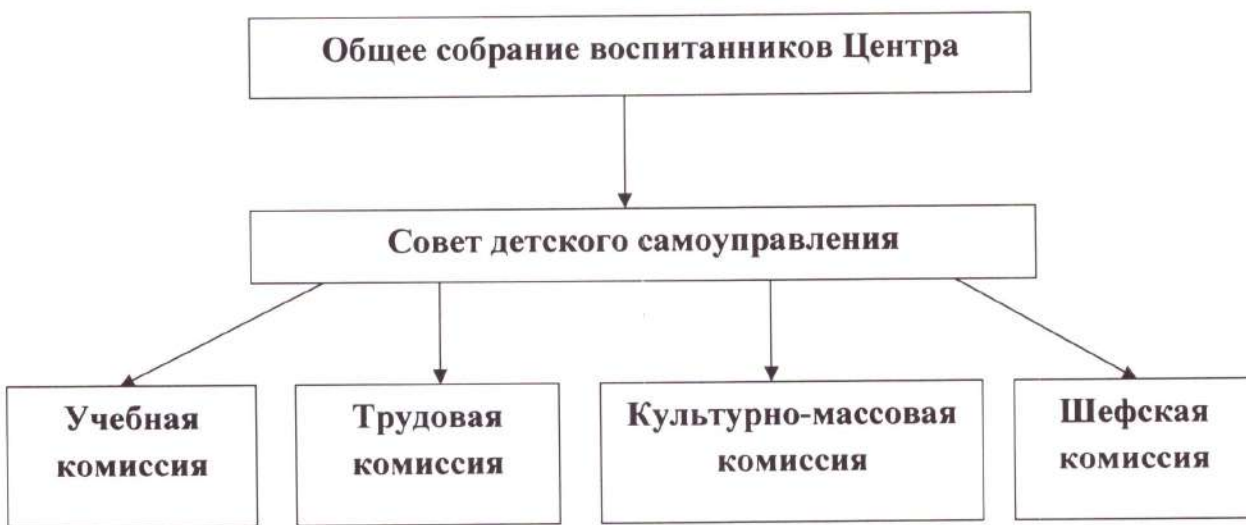 Общее собрание воспитанников Центра
Совет детского самоуправления
Учебная
комиссия
Трудовая
комиссия
Культурно-массовая
комиссия
Шефская
комиссия